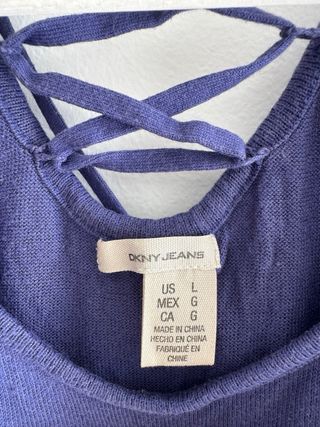 DKNY JEANS
US L
MEX G
CA G
MADE IN CHINA
HECHO EN CHINA
FABRIQUÉ EN
CHINE